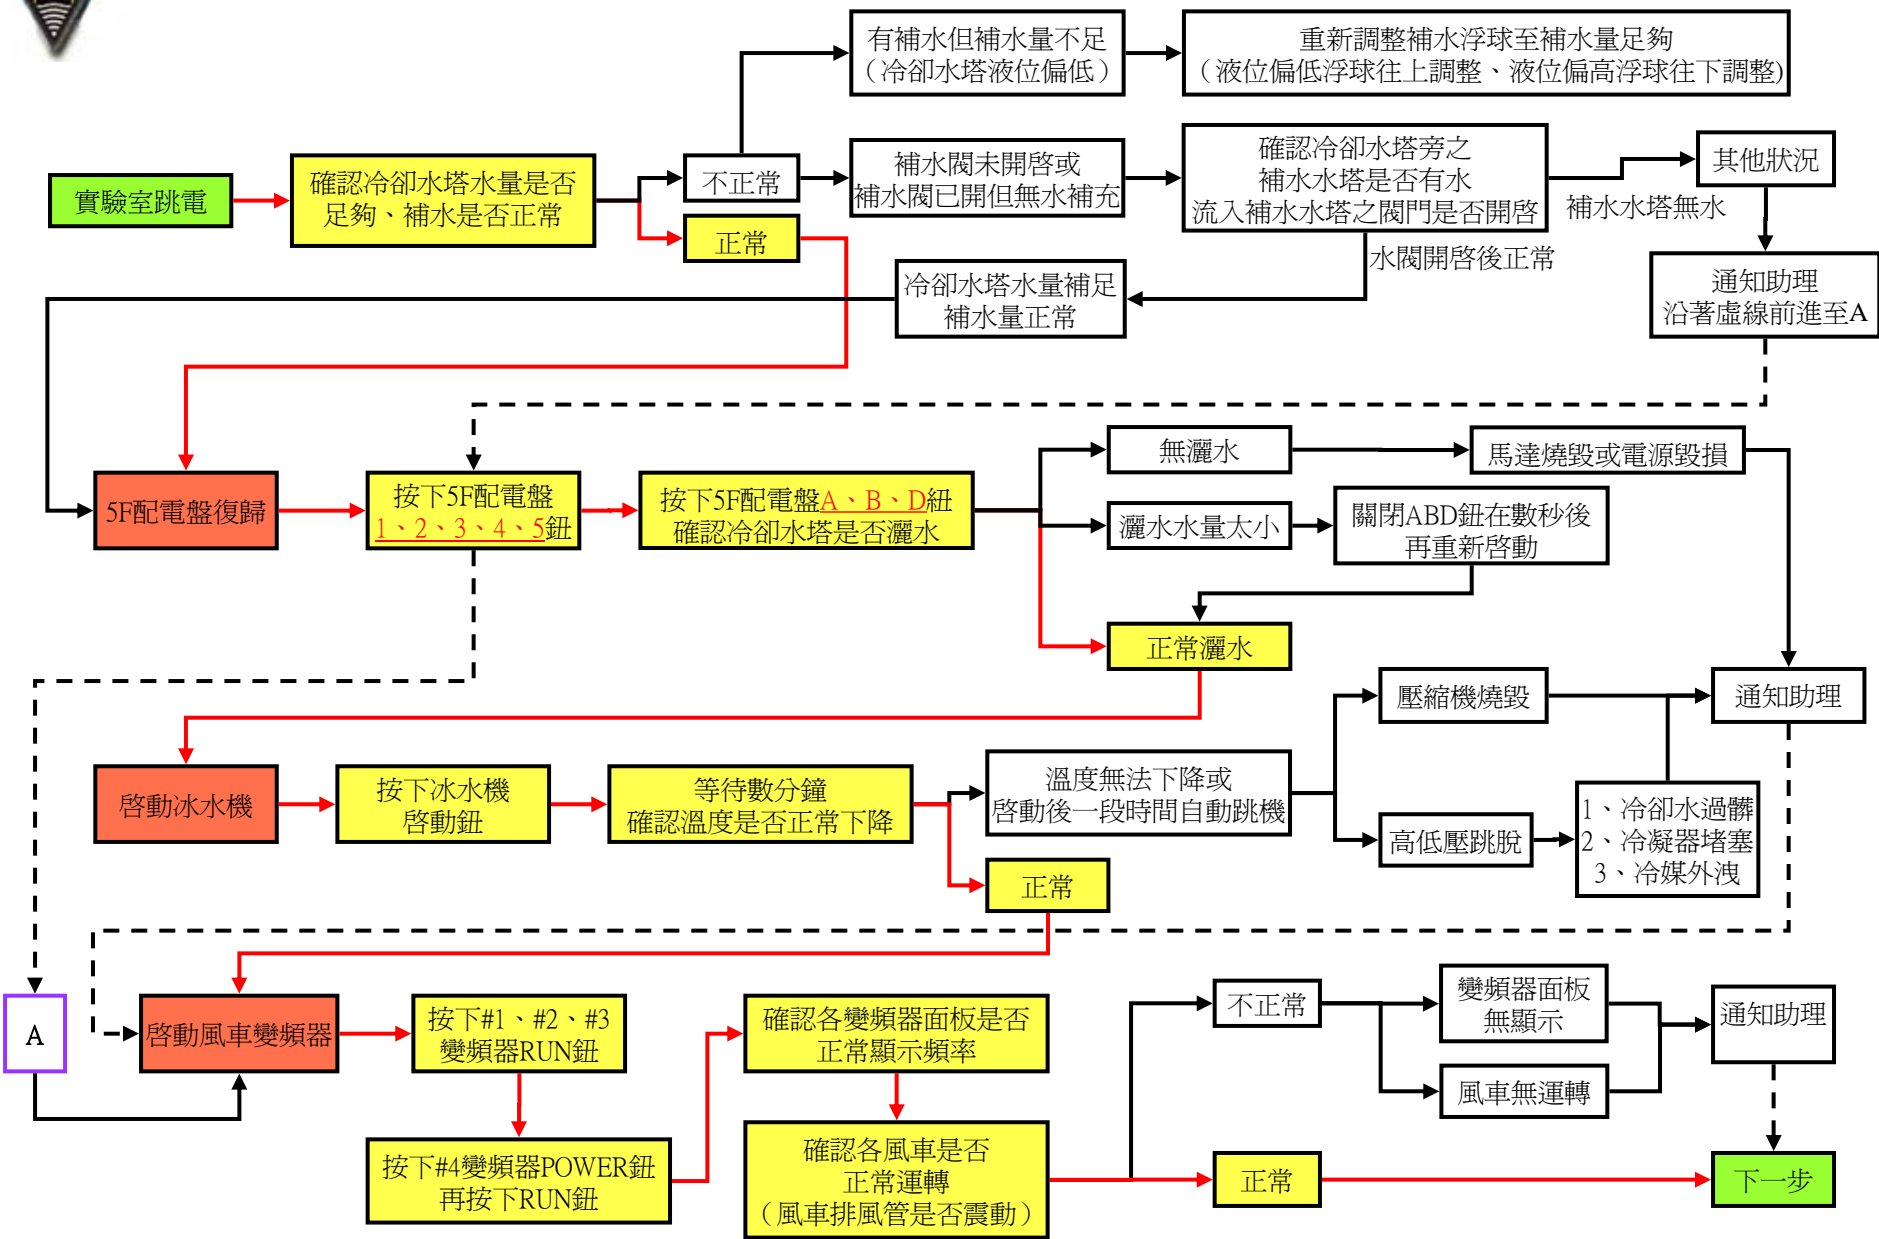 有補水但補水量不足
（冷卻水塔液位偏低）
重新調整補水浮球至補水量足夠
（液位偏低浮球往上調整、液位偏高浮球往下調整)
實驗室跳電
確認冷卻水塔水量是否
足夠、補水是否正常
不正常
正常
補水閥未開啓或
補水閥已開但無水補充
確認冷卻水塔旁之
補水水塔是否有水
流入補水水塔之閥門是否開啓
其他狀況
補水水塔無水
水閥開啓後正常
冷卻水塔水量補足
補水量正常
通知助理
沿著虛線前進至A
5F配電盤復歸
按下5F配電盤
1、2、3、4、5鈕
按下5F配電盤A、B、D紐
確認冷卻水塔是否灑水
無灑水
馬達燒毀或電源毀損
灑水水量太小
關閉ABD鈕在數秒後
再重新啓動
正常灑水
啓動冰水機
按下冰水機
啓動鈕
等待數分鐘
確認溫度是否正常下降
溫度無法下降或
啓動後一段時間自動跳機
正常
壓縮機燒毀
高低壓跳脫
1、冷卻水過髒
2、冷凝器堵塞
3、冷媒外洩
通知助理
A
啓動風車變頻器
按下#1、#2、#3
變頻器RUN鈕
按下#4變頻器POWER鈕
再按下RUN鈕
確認各變頻器面板是否
正常顯示頻率
確認各風車是否
正常運轉
（風車排風管是否震動）
不正常
正常
變頻器面板
無顯示
風車無運轉
通知助理
下一步